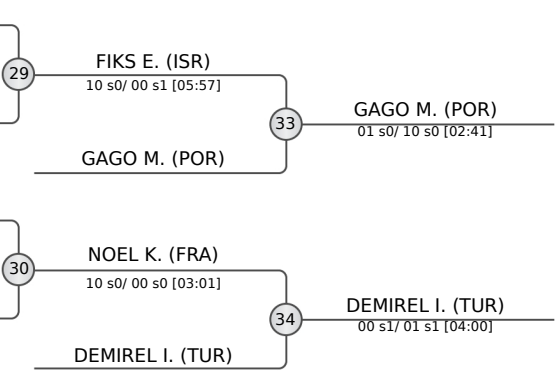 FIKS E. (ISR)
29
10 s0/ 00 s1 [05:57]
GAGO M. (POR)
33
01 s0/ 10 s0 [02:41]
GAGO M. (POR)
NOEL K. (FRA)
30
10 s0/ 00 s0 [03:01]
DEMIREL I. (TUR)
34
00 s1/ 01 s1 [04:00]
DEMIREL I. (TUR)